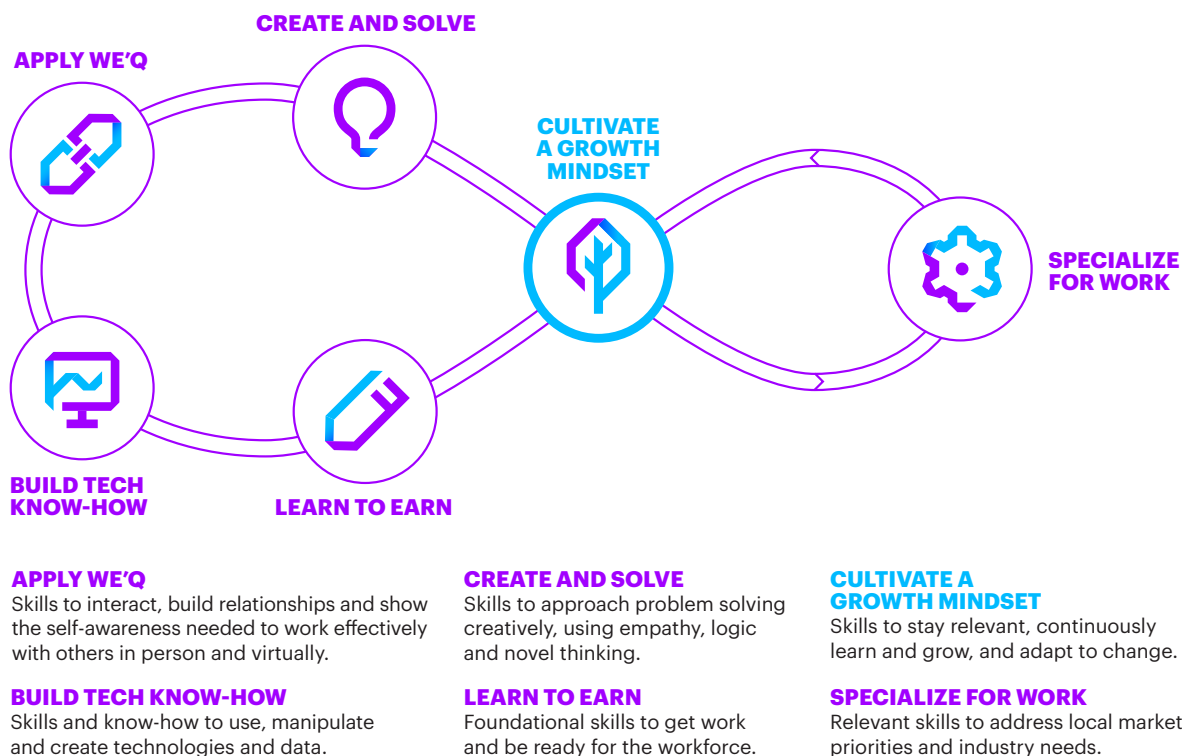 CREATE AND SOLVE
APPLY WE'Q
CULTIVATE
A GROWTH
MINDSET
SPECIALIZE
FOR WORK
BUILD TECH
KNOW-HOW
LEARN TO EARN
APPLY WE'Q
Skills to interact, build relationships and show
the self-awareness needed to work effectively
with others in person and virtually.
CREATE AND SOLVE
Skills to approach problem solving
creatively, using empathy, logic
and novel thinking.
CULTIVATE A
GROWTH MINDSET
Skills to stay relevant, continuously
learn and grow, and adapt to change.
BUILD TECH KNOW-HOW
Skills and know-how to use, manipulate
and create technologies and data.
LEARN TO EARN
Foundational skills to get work
and be ready for the workforce.
SPECIALIZE FOR WORK
Relevant skills to address local market
priorities and industry needs.